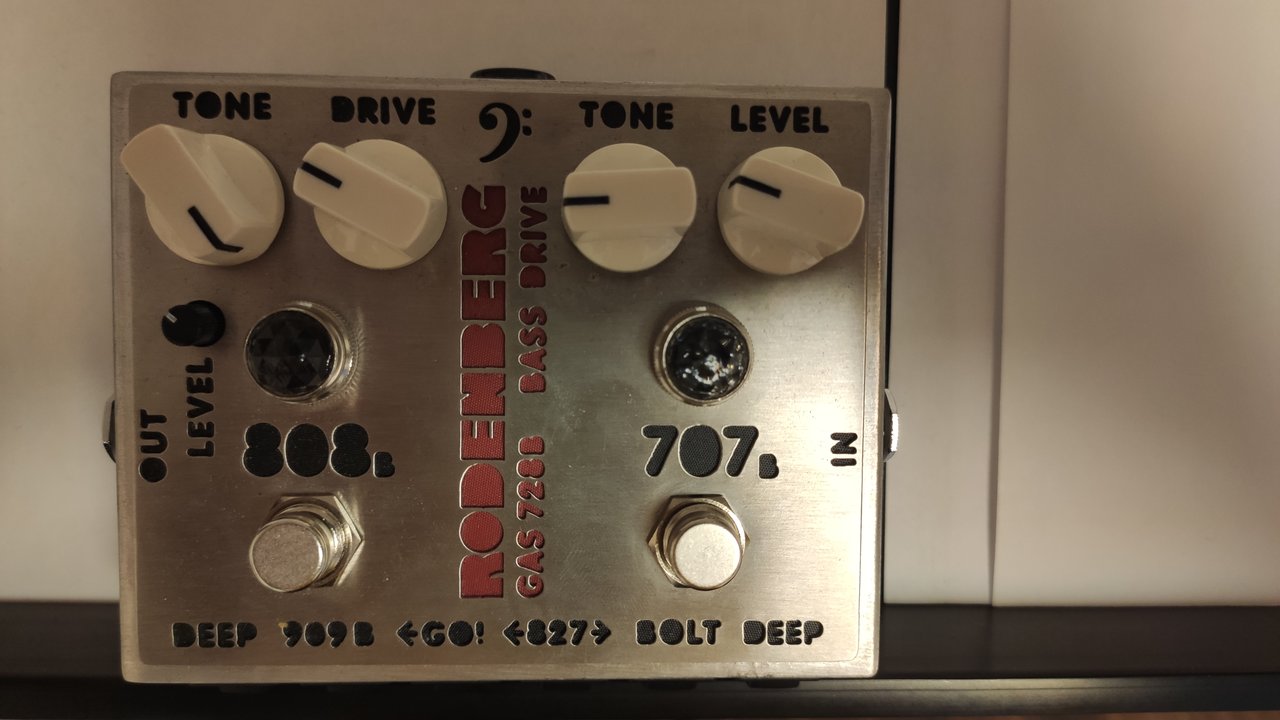 TONE DRIVE TONE LEVEL
RODENBERG
GAS 728B BASS DRIVE
LEVEL
OUT
IN
808B
707B
DEEP 909B ←GO! ←827→ BOLT DEEP